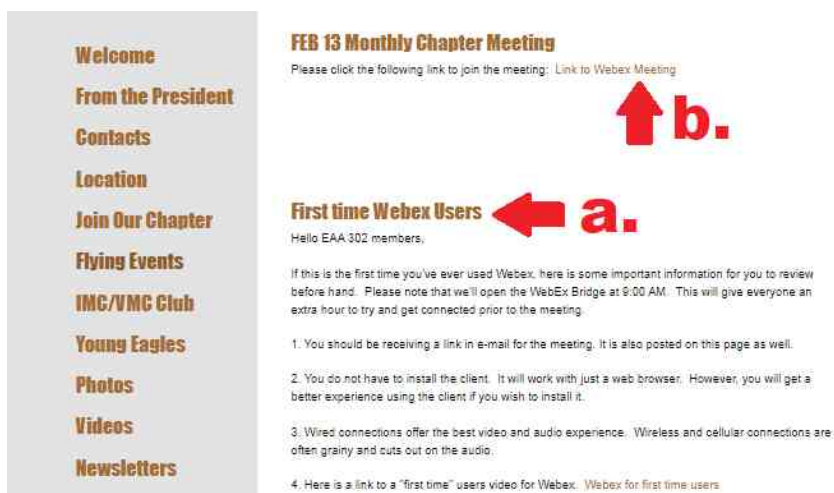 Welcome
From the President
Contacts
Location
Join Our Chapter
Flying Events
IMC/VMC Club
Young Eagles
Photos
Videos
Newsletters
FEB 13 Monthly Chapter Meeting
Please click the following link to join the meeting: Link to Webex Meeting
b.
First time Webex Users
a.
Hello EAA 302 members,
If this is the first time you've ever used Webex, here is some important information for you to review
before hand. Please note that we'll open the WebEx Bridge at 9:00 AM. This will give everyone an
extra hour to try and get connected prior to the meeting.
1. You should be receiving a link in e-mail for the meeting. It is also posted on this page as well.
2. You do not have to install the client. It will work with just a web browser. However, you will get a
better experience using the client if you wish to install it.
3. Wired connections offer the best video and audio experience. Wireless and cellular connections are
often grainy and cuts out on the audio.
4. Here is a link to a "first time" users video for Webex. Webex for first time users